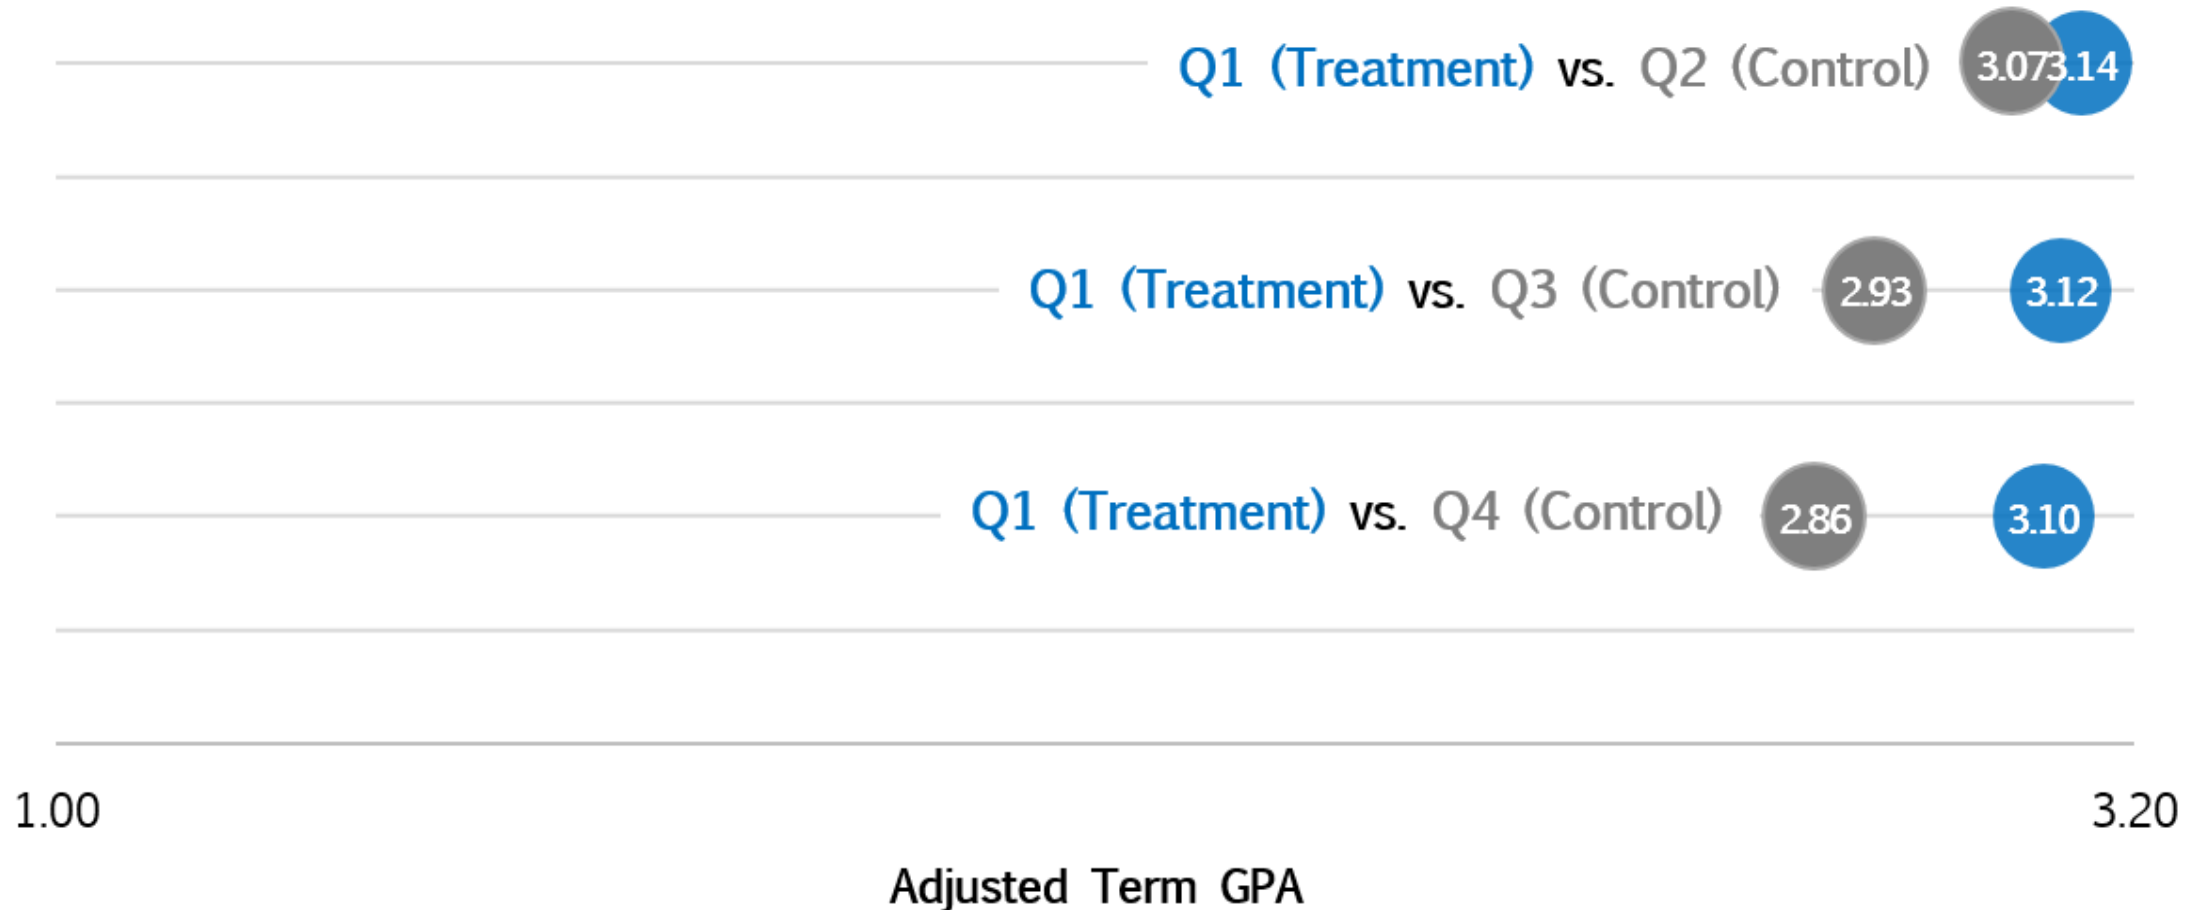 Q1 (Treatment) vs. Q2 (Control) 3.07 3.14
Q1 (Treatment) vs. Q3 (Control) 2.93 3.12
Q1 (Treatment) vs. Q4 (Control) 2.86 3.10
1.00 3.20
Adjusted Term GPA